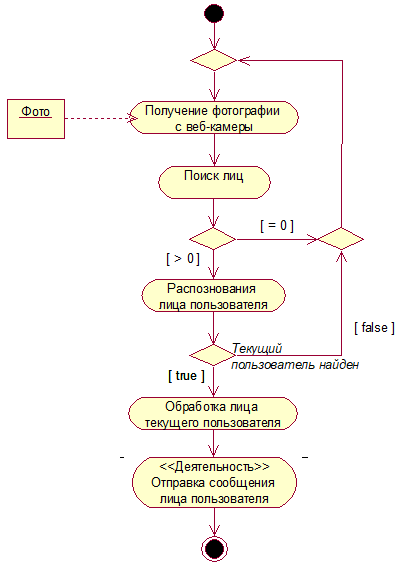 Фото
Получение фотографии
с веб-камеры
Поиск лиц
[ = 0 ]
[ > 0 ]
Распознования
лица пользователя
[ false ]
Текущий
пользователь найден
[ true ]
Обработка лица
текущего пользователя
<<Деятельность>>
Отправка сообщения
лица пользователя